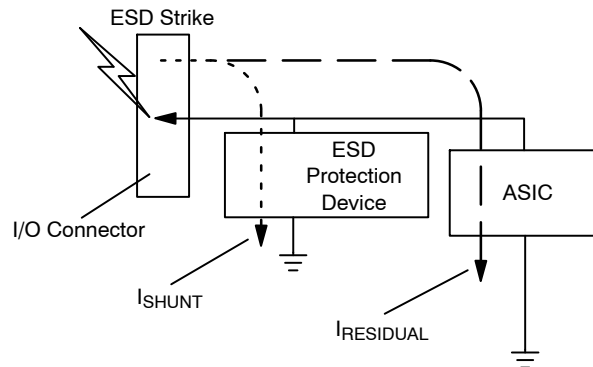 ESD Strike
ESD
Protection
Device
ASIC
I/O Connector
ISHUNT
IRESIDUAL